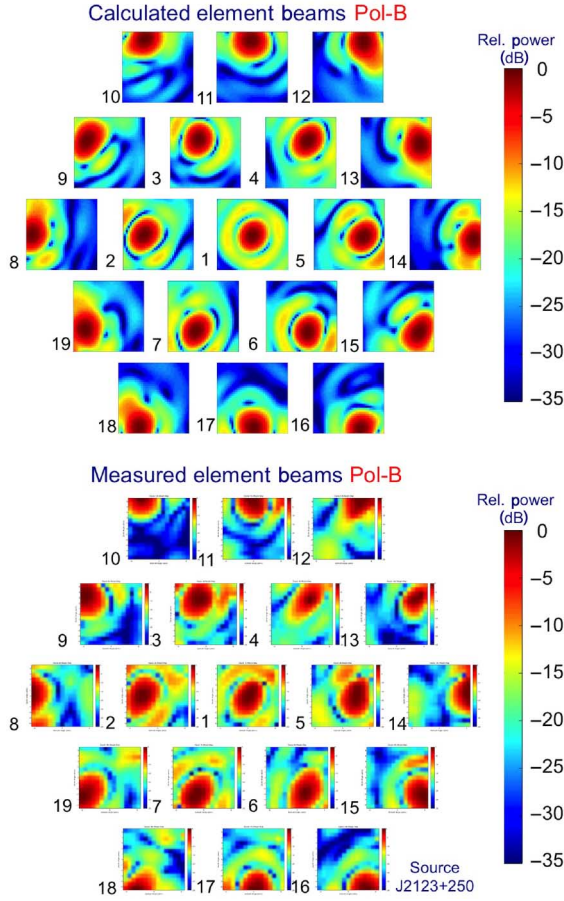 Calculated element beams Pol-B
Rel. power
(dB)
0
−5
−10
−15
−20
−25
−30
−35
10 11 12
9 3 4 13
8 2 1 5 14
19 7 6 15
18 17 16
Measured element beams Pol-B
Rel. power
(dB)
0
−5
−10
−15
−20
−25
−30
−35
10 11 12
9 3 4 13
8 2 1 5 14
19 7 6 15
18 17 16
Source
J2123+250